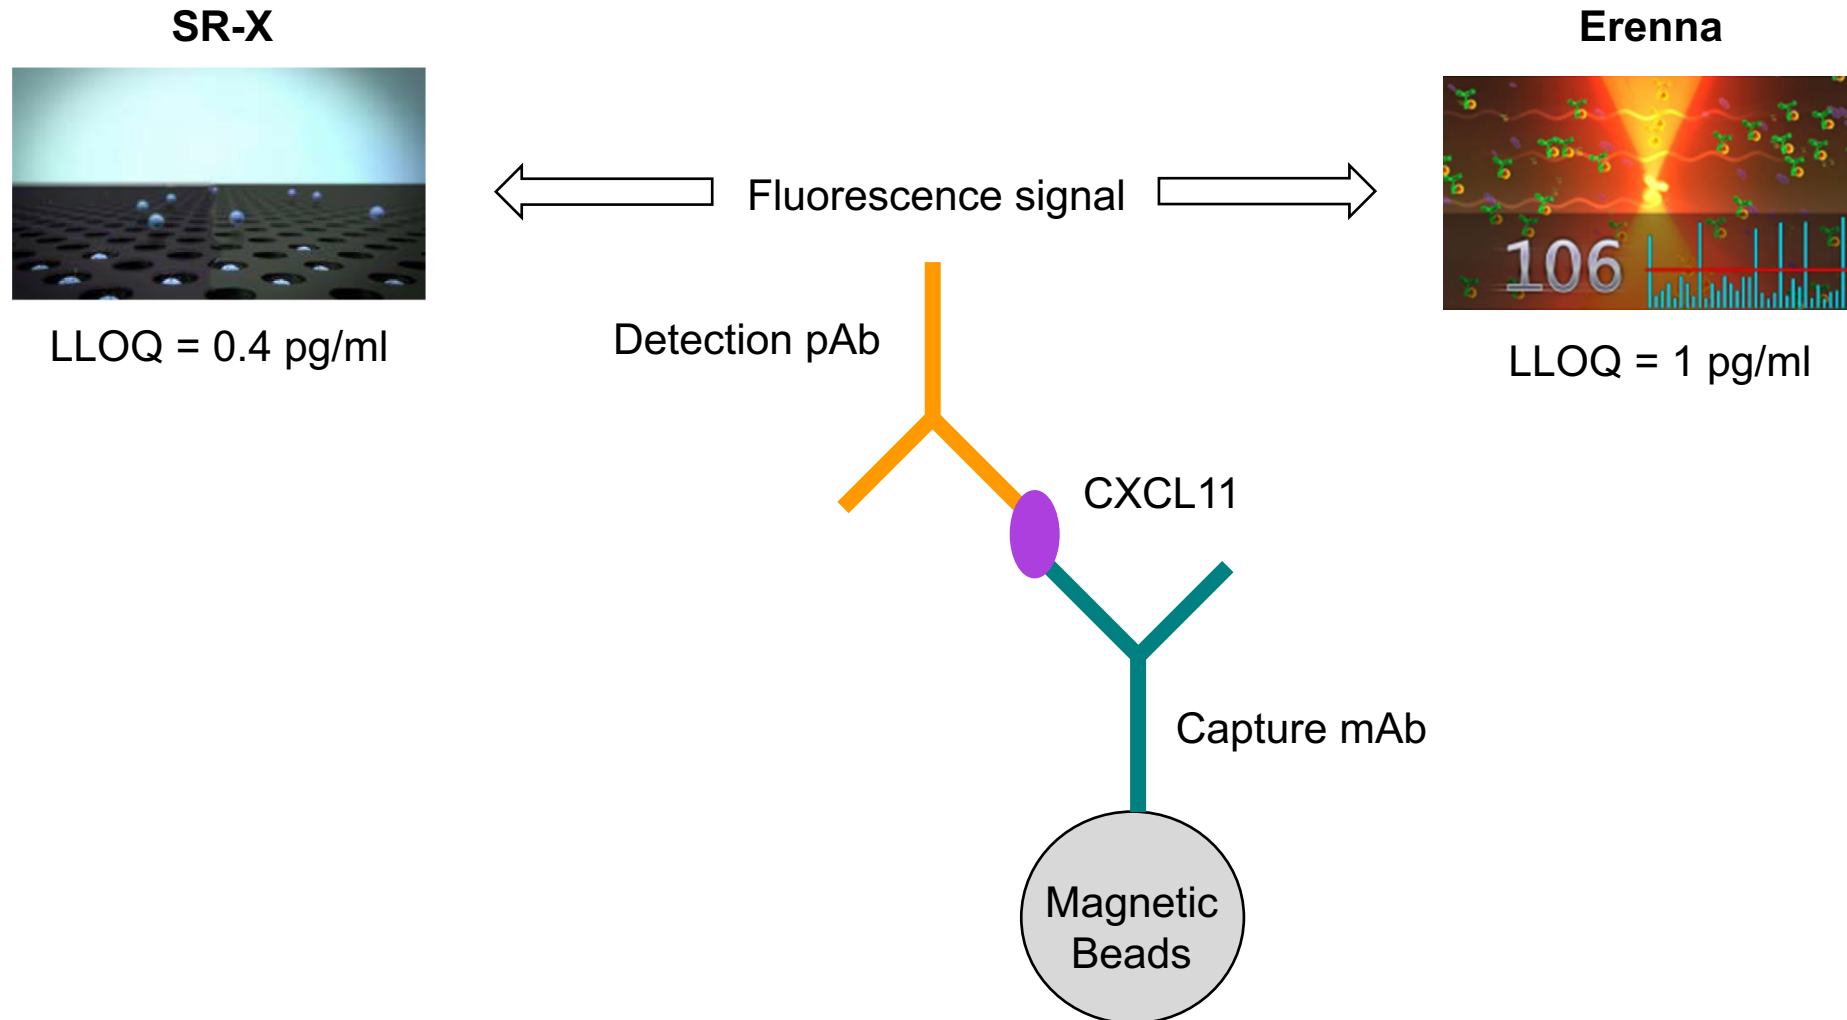 SR-X
Erenna
Fluorescence signal
106
LLOQ = 0.4 pg/ml
Detection pAb
LLOQ = 1 pg/ml
CXCL11
Capture mAb
Magnetic
Beads